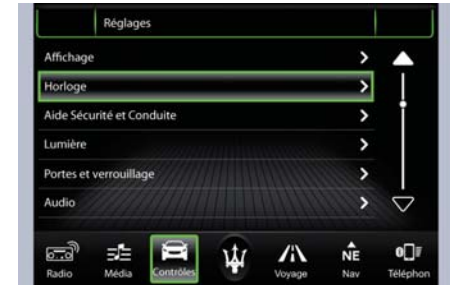 Réglages
Affichage
Horloge
Aide Sécurité et Conduite
Lumière
Portes et verrouillage
Audio
Radio Média Contrôles Voyage NE Nav Téléphon